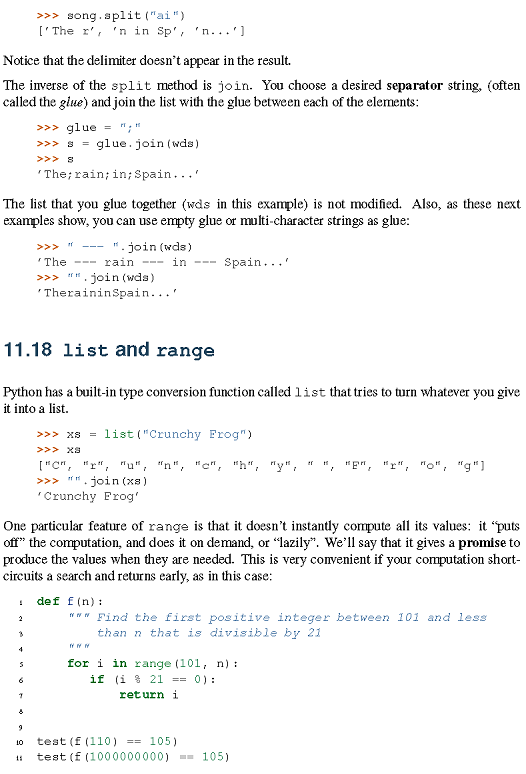 >>> song.split("ai")
['The r', 'n in Sp', 'n...']
Notice that the delimiter doesn't appear in the result.
The inverse of the split method is join. You choose a desired separator string, (often
called the glue) and join the list with the glue between each of the elements:
>>> glue = ";"
>>> s = glue.join(wds)
>>> s
'The;rain;in;Spain...'
The list that you glue together (wds in this example) is not modified. Also, as these next
examples show, you can use empty glue or multi-character strings as glue:
>>> " --- ".join(wds)
'The --- rain --- in --- Spain...'
>>> "".join(wds)
'TheraininSpain...'
11.18 list and range
Python has a built-in type conversion function called list that tries to turn whatever you give
it into a list.
>>> xs = list("Crunchy Frog")
>>> xs
["C", "r", "u", "n", "c", "h", "y", " ", "F", "r", "o", "g"]
>>> "".join(xs)
'Crunchy Frog'
One particular feature of range is that it doesn't instantly compute all its values: it "puts
off" the computation, and does it on demand, or "lazily". We'll say that it gives a promise to
produce the values when they are needed. This is very convenient if your computation short-
circuits a search and returns early, as in this case:
1 def f(n):
2 """ Find the first positive integer between 101 and less
3 than n that is divisible by 21
4 """
5 for i in range(101, n):
6 if (i % 21 == 0):
7 return i
8
9
10 test(f(110) == 105)
11 test(f(1000000000) == 105)